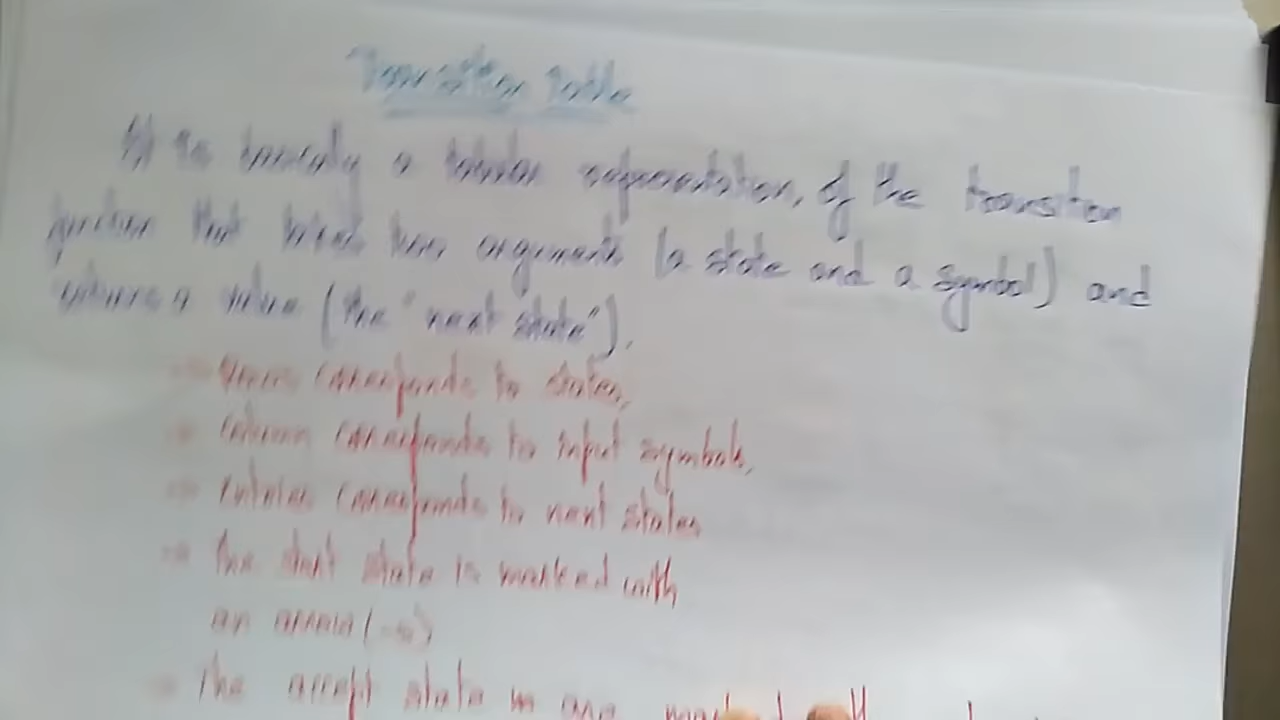 Transition Table
It is basically a tabular representation, of the transition
function that takes two arguments (a state and a symbol) and
returns a value (the "next state").
→ Rows corresponds to states,
→ Column corresponds to input symbols,
→ Entries corresponds to next states
→ The start state is marked with
an arrow (→)
→ The accept state